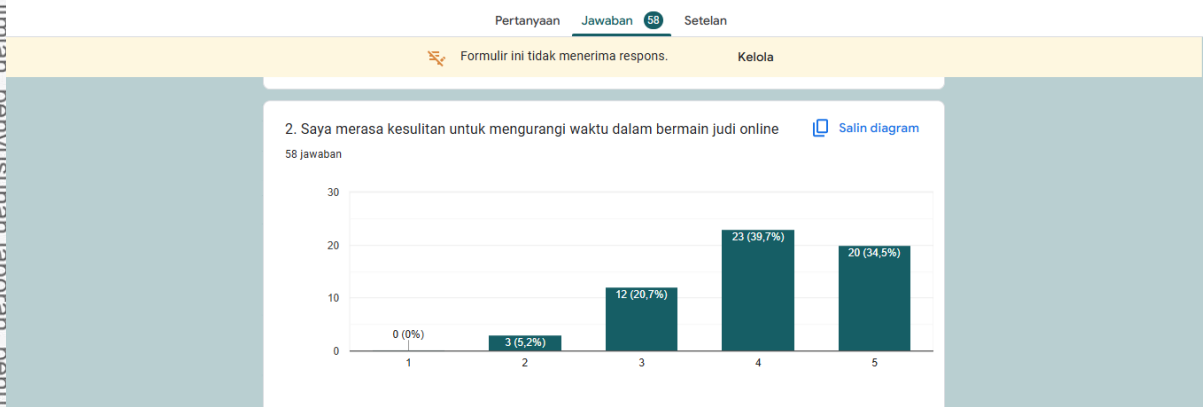 Pertanyaan Jawaban 58 Setelan
Formulir ini tidak menerima respons. Kelola
2. Saya merasa kesulitan untuk mengurangi waktu dalam bermain judi online Salin diagram
58 jawaban
30
20
10
0
0 (0%)
3 (5,2%)
12 (20,7%)
23 (39,7%)
20 (34,5%)
1 2 3 4 5